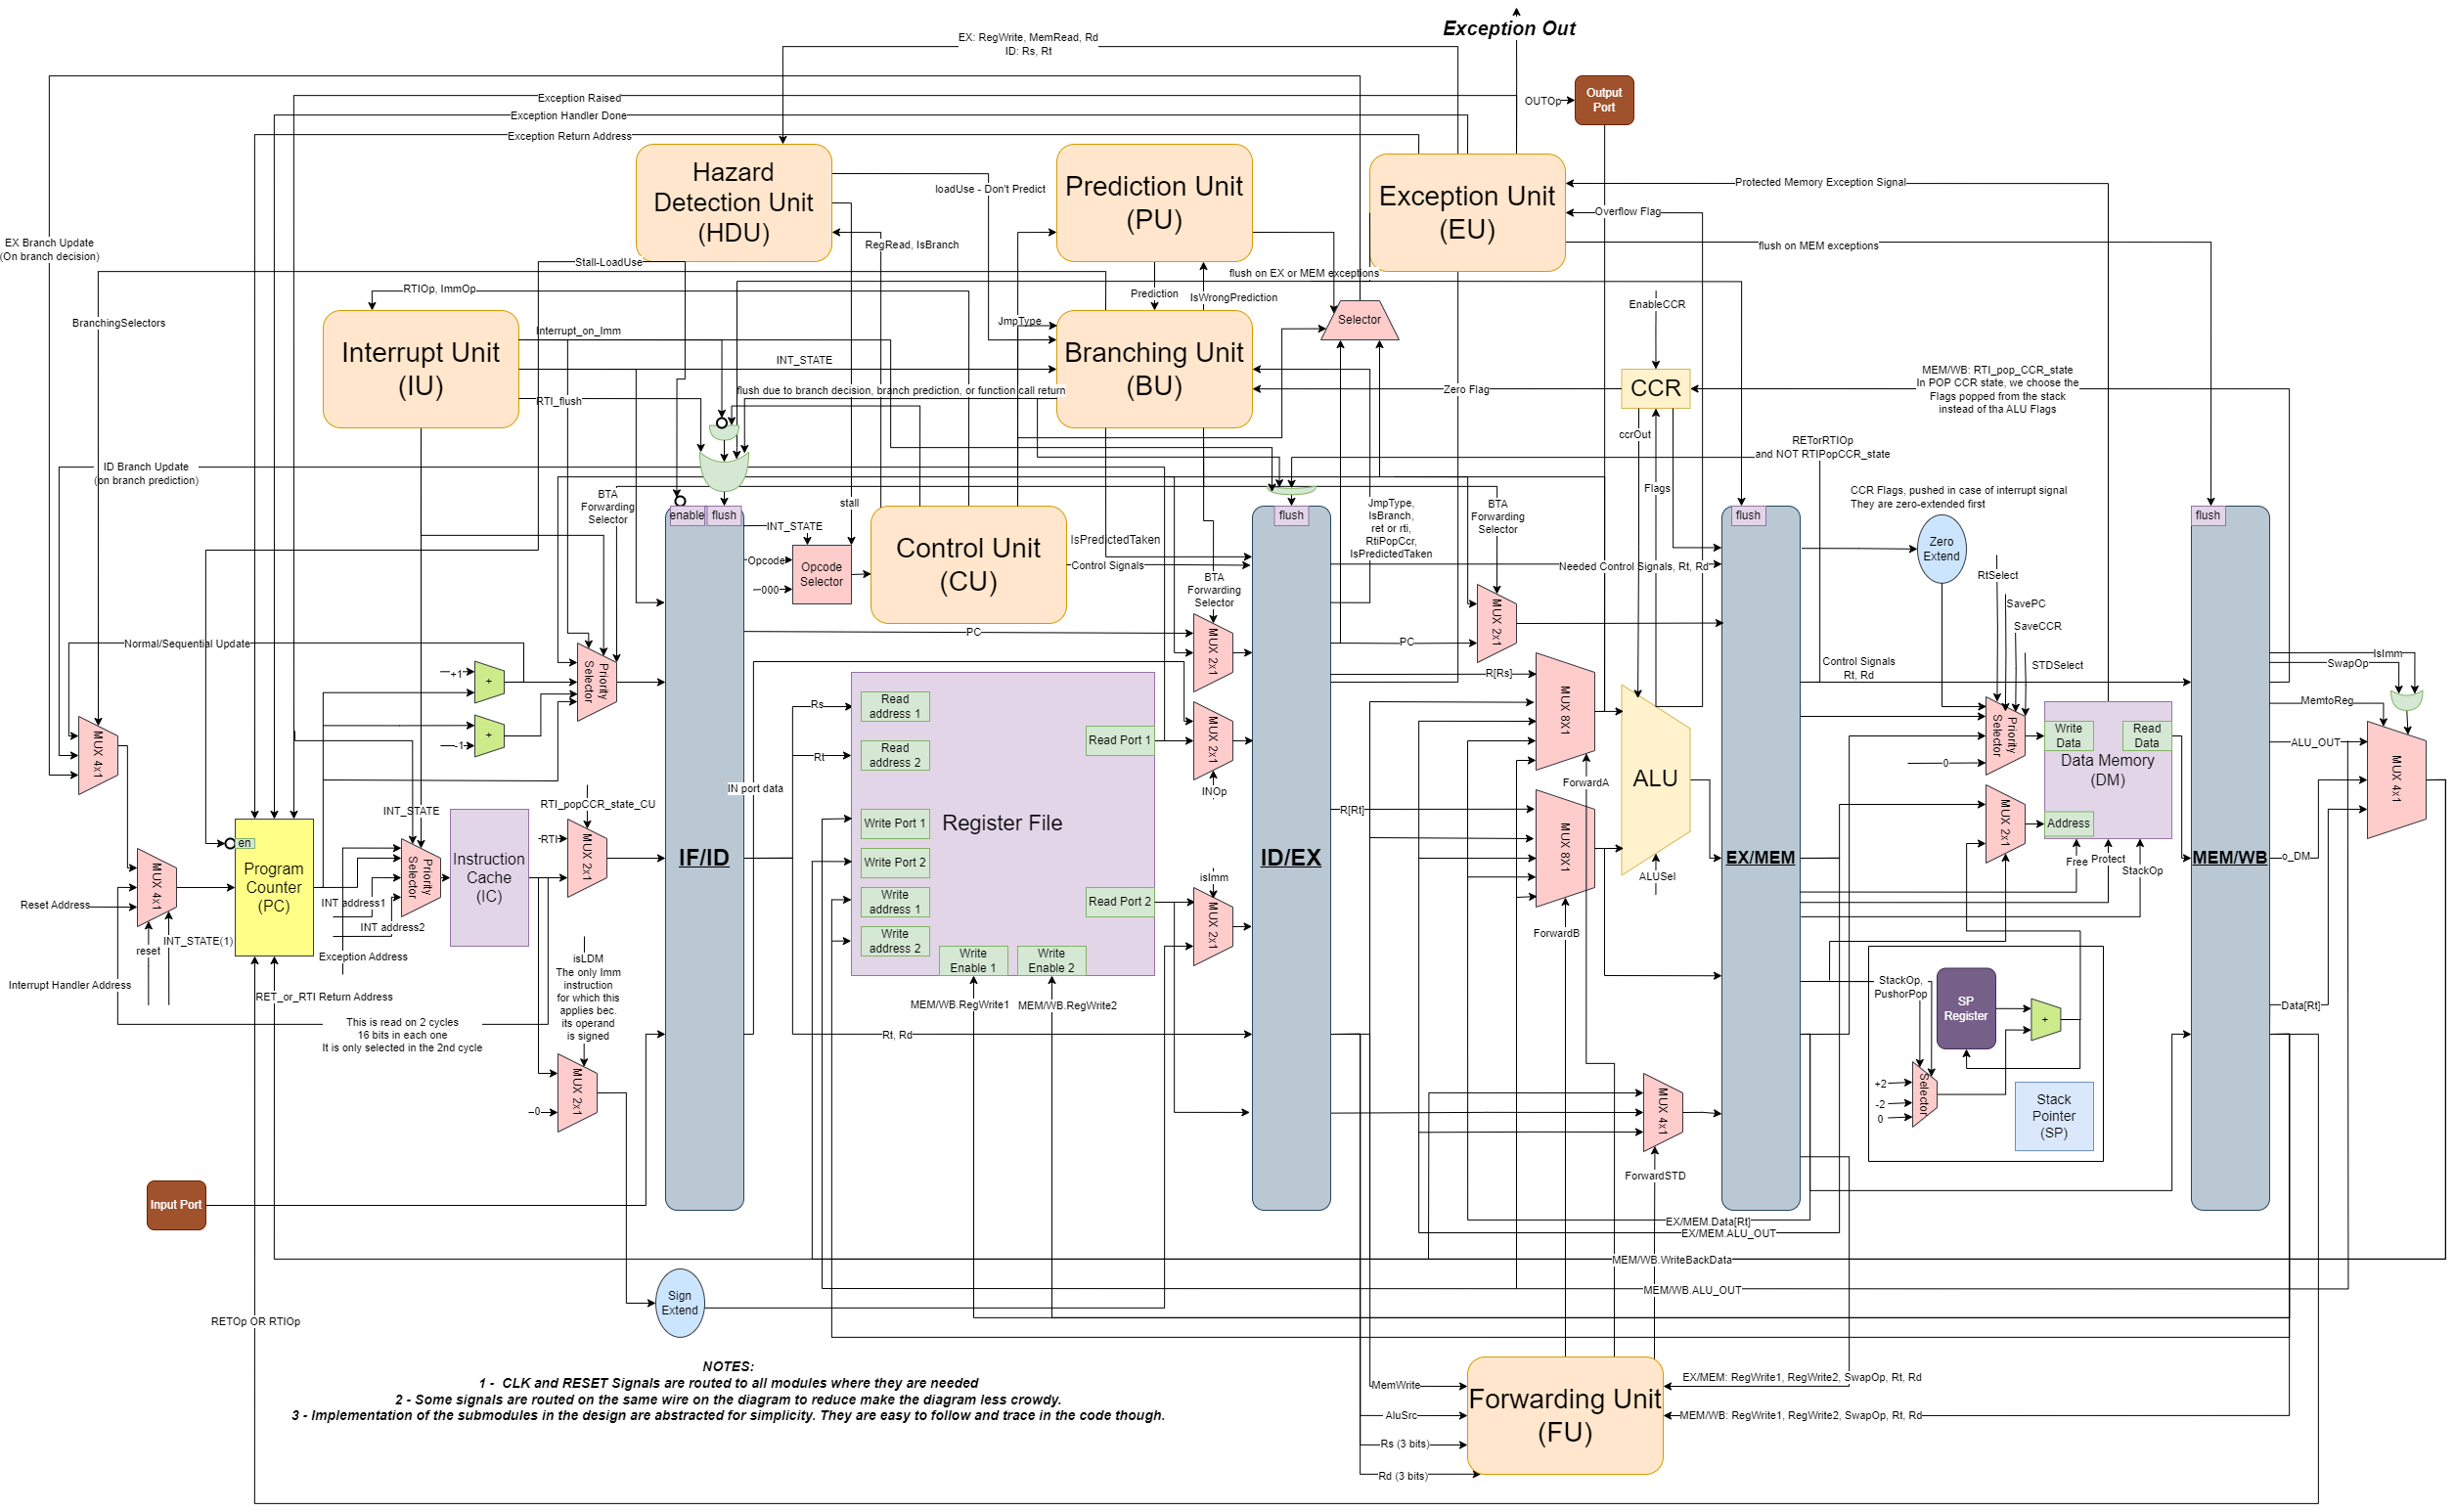 Exception Out
EX: RegWrite, MemRead, Rd
ID: Rs, Rt
Exception Raised
Exception Handler Done
Exception Return Address
OUTOp
Output
Port
Hazard
Detection Unit
(HDU)
loadUse - Don't Predict
Prediction Unit
(PU)
Exception Unit
(EU)
Protected Memory Exception Signal
Overflow Flag
flush on MEM exceptions
EX Branch Update
(On branch decision)
RegRead, IsBranch
Stall-LoadUse
flush on EX or MEM exceptions
RTIOp, ImmOp
Prediction
IsWrongPrediction
EnableCCR
BranchingSelectors
JmpType
Selector
Interrupt_on_Imm
Interrupt Unit
(IU)
INT_STATE
Branching Unit
(BU)
flush due to branch decision, branch prediction, or function call return
RTI_flush
Zero Flag
CCR
MEM/WB: RTI_pop_CCR_state
In POP CCR state, we choose the
Flags popped from the stack
instead of tha ALU Flags
ccrOut
RETorRTIOp
and NOT RTIPopCCR_state
ID Branch Update
(on branch prediction)
BTA
Forwarding
Selector
Flags
CCR Flags, pushed in case of interrupt signal
They are zero-extended first
enable
flush
stall
INT_STATE
Opcode
000
Opcode
Selector
Control Unit
(CU)
IsPredictedTaken
Control Signals
flush
JmpType,
IsBranch,
ret or rti,
RtiPopCcr,
IsPredictedTaken
BTA
Forwarding
Selector
Needed Control Signals, Rt, Rd
flush
Zero
Extend
flush
BTA
Forwarding
Selector
MUX 2x1
RtSelect
SavePC
SaveCCR
STDSelect
PC
MUX 2x1
PC
Normal/Sequential Update
+1
+
-1
+
Priority
Selector
Control Signals
Rt, Rd
IsImm
SwapOp
MemtoReg
ALU_OUT
R[Rs]
MUX 8X1
Rs
Rt
Read
address 1
Read
address 2
Read Port 1
MUX 2x1
INOp
IN port data
Priority
Selector
0
Write
Data
Read
Data
Data Memory
(DM)
Address
MUX 2x1
MUX 4x1
MUX 4x1
ALU
ForwardA
R[Rt]
MUX 8X1
ForwardB
ALUSel
RTI_popCCR_state_CU
RTI
MUX 2x1
INT_STATE
Priority
Selector
Instruction
Cache
(IC)
en
Program
Counter
(PC)
MUX 4x1
Reset Address
reset
INT_STATE(1)
INT address1
INT address2
Exception Address
Interrupt Handler Address
RET_or_RTI Return Address
This is read on 2 cycles
16 bits in each one
It is only selected in the 2nd cycle
isLDM
The only Imm
instruction
for which this
applies bec.
its operand
is signed
MUX 2x1
0
IF/ID
Write Port 1
Write Port 2
Write
address 1
Write
address 2
Register File
Read Port 2
Write
Enable 1
Write
Enable 2
MEM/WB.RegWrite1
MEM/WB.RegWrite2
isImm
MUX 2x1
Rt, Rd
ID/EX
EX/MEM
Free
Protect
StackOp
MEM/WB
o_DM
Data[Rt]
StackOp,
PushorPop
SP
Register
+
+2
-2
0
Selector
Stack
Pointer
(SP)
MUX 4x1
ForwardSTD
Input Port
EX/MEM.Data[Rt]
EX/MEM.ALU_OUT
MEM/WB.WriteBackData
MEM/WB.ALU_OUT
Sign
Extend
RETOp OR RTIOp
NOTES:
1 - CLK and RESET Signals are routed to all modules where they are needed
2 - Some signals are routed on the same wire on the diagram to reduce make the diagram less crowdy.
3 - Implementation of the submodules in the design are abstracted for simplicity. They are easy to follow and trace in the code though.
MemWrite
AluSrc
Rs (3 bits)
Rd (3 bits)
Forwarding Unit
(FU)
EX/MEM: RegWrite1, RegWrite2, SwapOp, Rt, Rd
MEM/WB: RegWrite1, RegWrite2, SwapOp, Rt, Rd